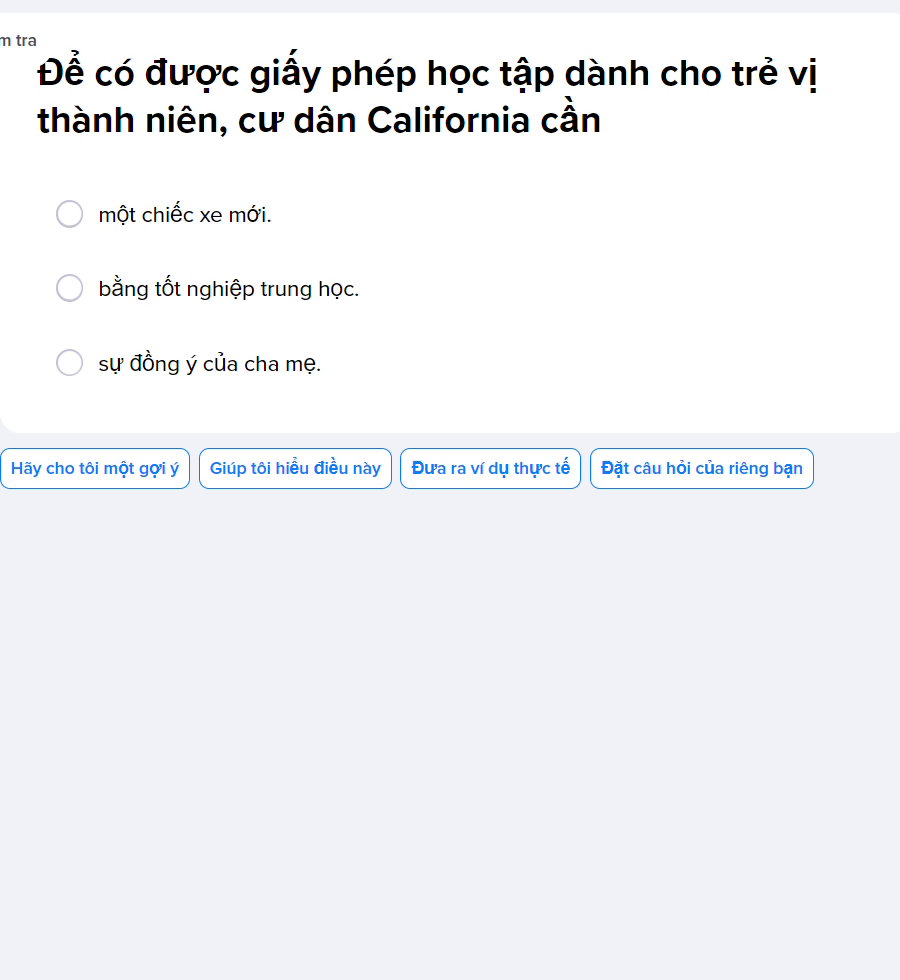 m tra
Để có được giấy phép học tập dành cho trẻ vị
thành niên, cư dân California cần
một chiếc xe mới.
bằng tốt nghiệp trung học.
sự đồng ý của cha mẹ.
Hãy cho tôi một gợi ý
Giúp tôi hiểu điều này
Đưa ra ví dụ thực tế
Đặt câu hỏi của riêng bạn